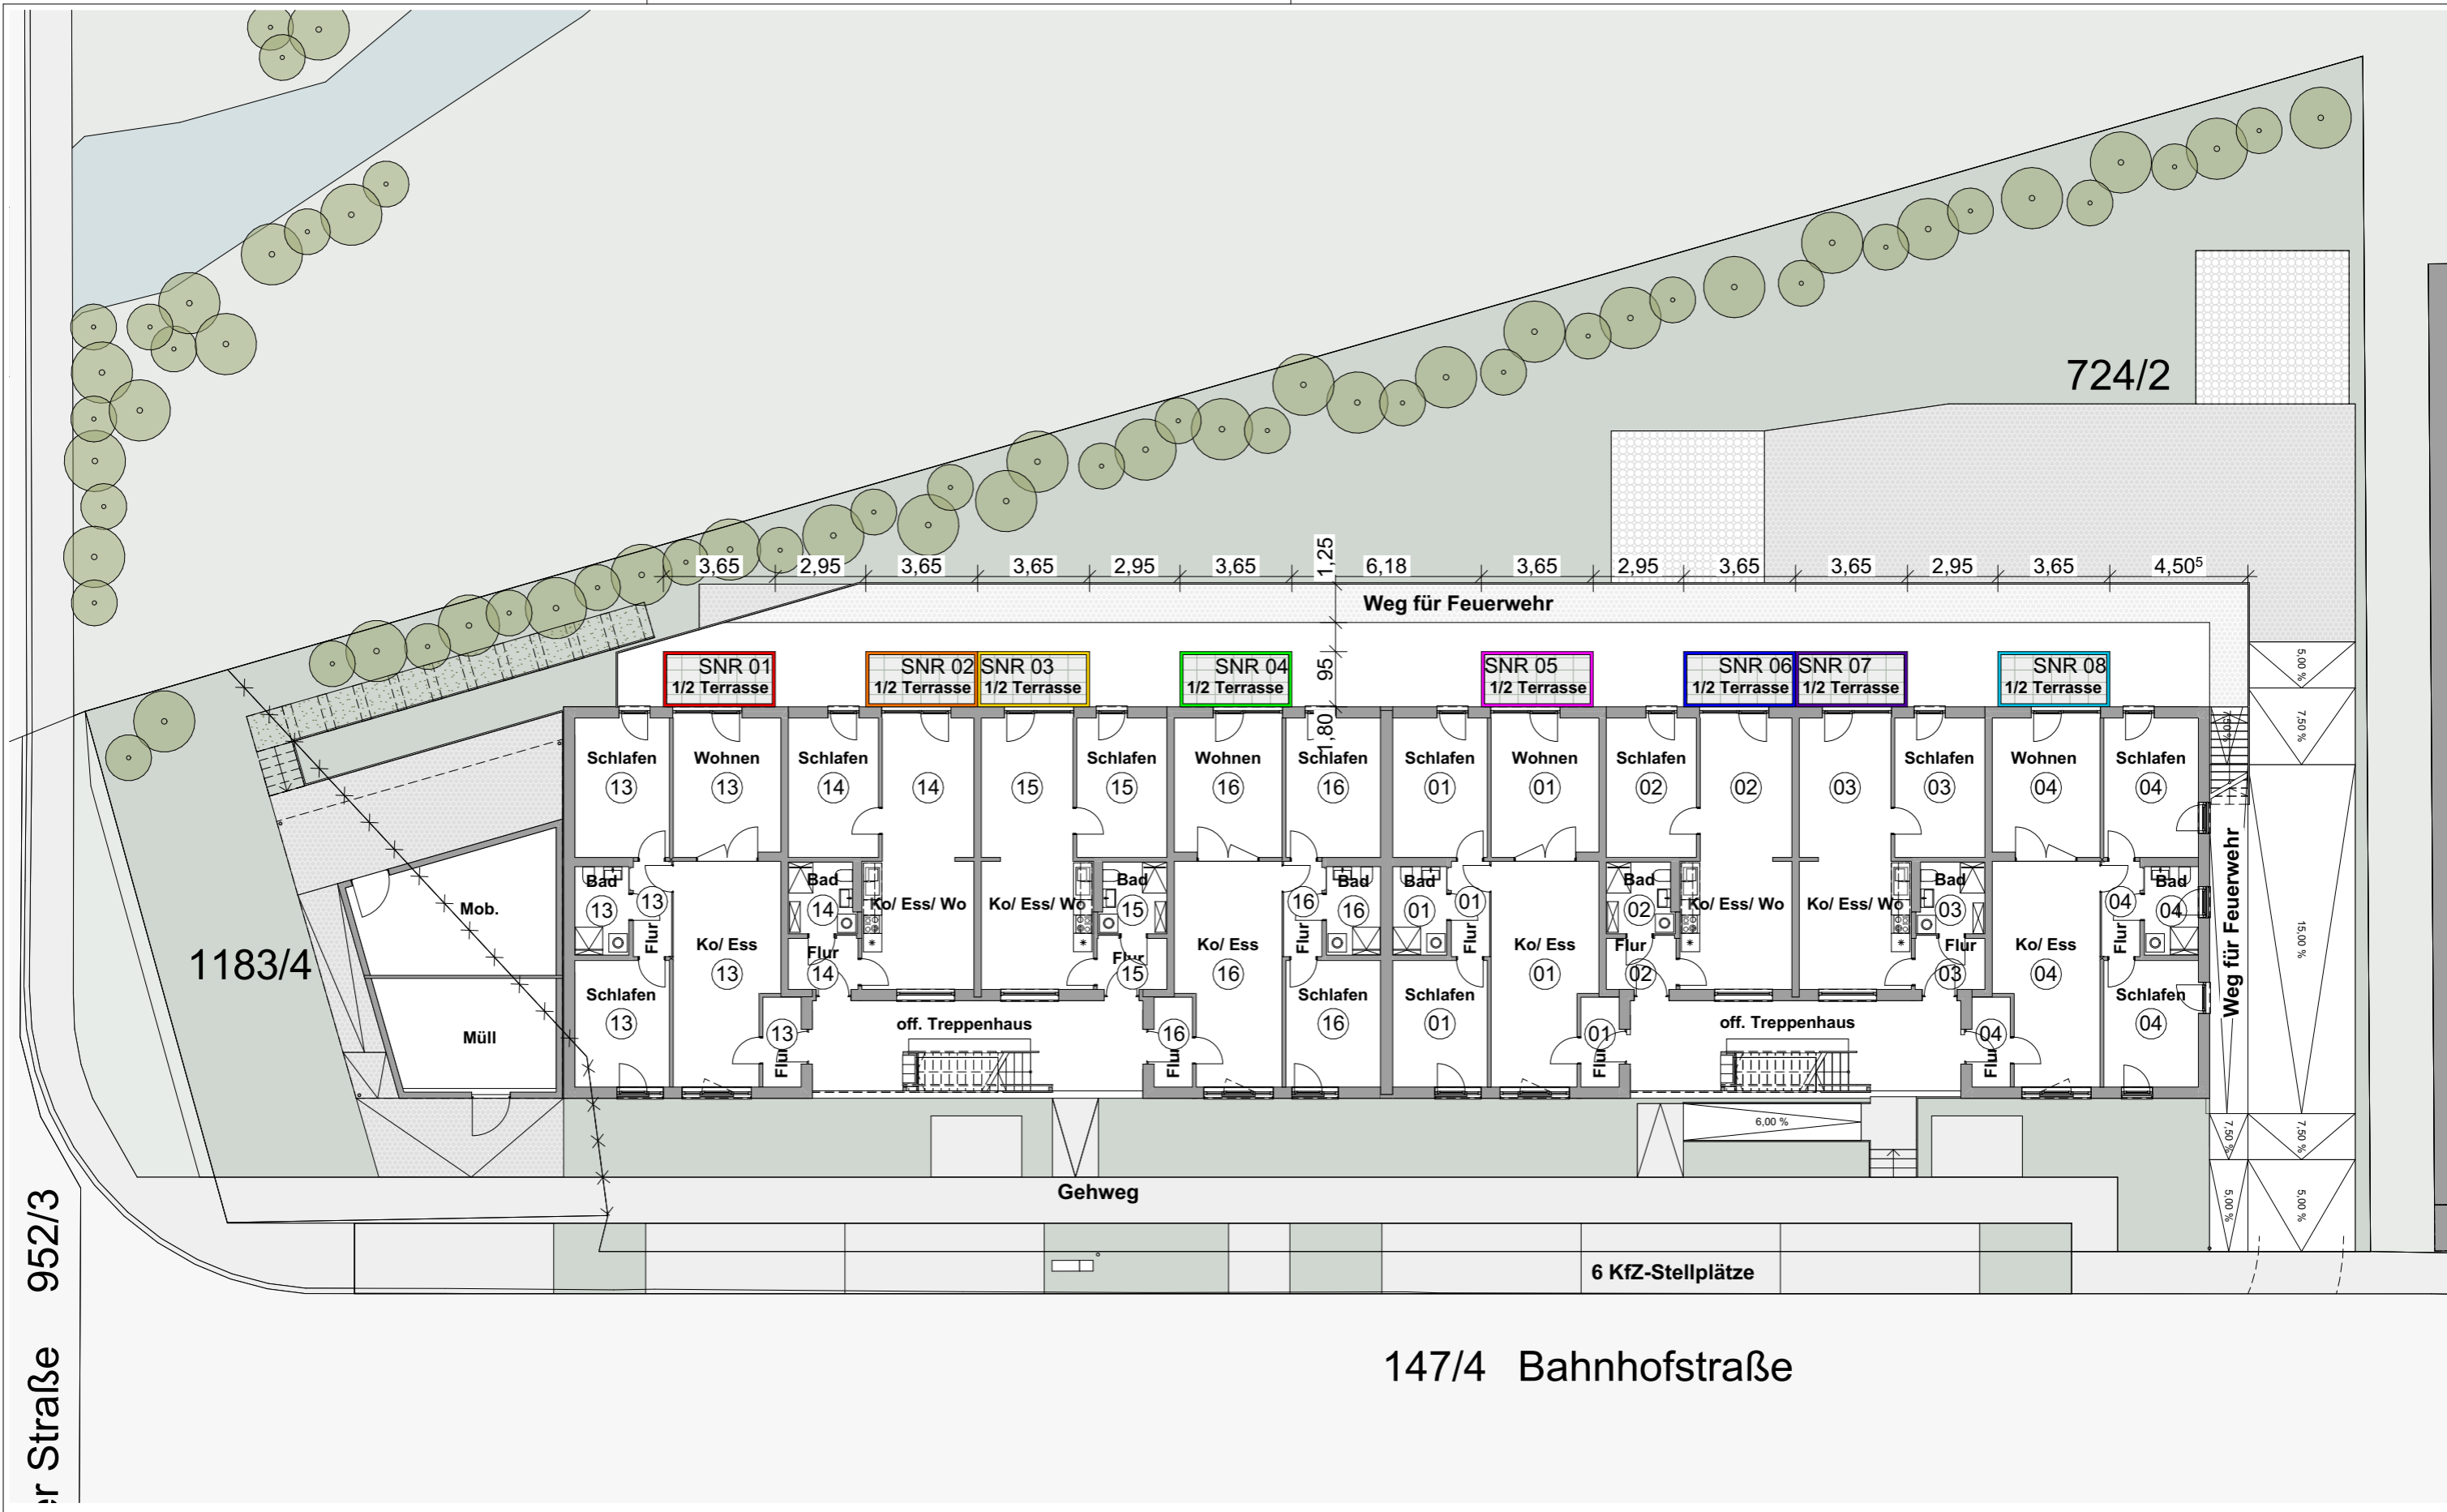 724/2
3,65
2,95
3,65
3,65
2,95
3,65
1,25
6,18
3,65
2,95
3,65
3,65
2,95
3,65
4,50⁵
Weg für Feuerwehr
95
1,80
SNR 01
1/2 Terrasse
SNR 02
1/2 Terrasse
SNR 03
1/2 Terrasse
SNR 04
1/2 Terrasse
SNR 05
1/2 Terrasse
SNR 06
1/2 Terrasse
SNR 07
1/2 Terrasse
SNR 08
1/2 Terrasse
5,00 %
7,50 %
7,50 %
Schlafen
13
Wohnen
13
Schlafen
14
14
15
Schlafen
15
Wohnen
16
Schlafen
16
Schlafen
01
Wohnen
01
Schlafen
02
02
03
Schlafen
03
Wohnen
04
Schlafen
04
Bad
13
13
Flur
Ko/ Ess
13
Bad
14
Flur
14
Ko/ Ess/ Wo
Ko/ Ess/ Wo
Bad
15
Flur
15
Ko/ Ess
16
16
Flur
Bad
16
Bad
01
01
Flur
Ko/ Ess
01
Bad
02
Flur
02
Ko/ Ess/ Wo
Ko/ Ess/ Wo
Bad
03
Flur
03
Ko/ Ess
04
04
Flur
Bad
04
Weg für Feuerwehr
15,00 %
Mob.
Müll
1183/4
Schlafen
13
13
Flur
off. Treppenhaus
16
Flur
Schlafen
16
Schlafen
01
01
Flur
off. Treppenhaus
04
Flur
Schlafen
04
6,00 %
7,50 %
7,50 %
5,00 %
5,00 %
Gehweg
6 KfZ-Stellplätze
147/4 Bahnhofstraße
er Straße 952/3